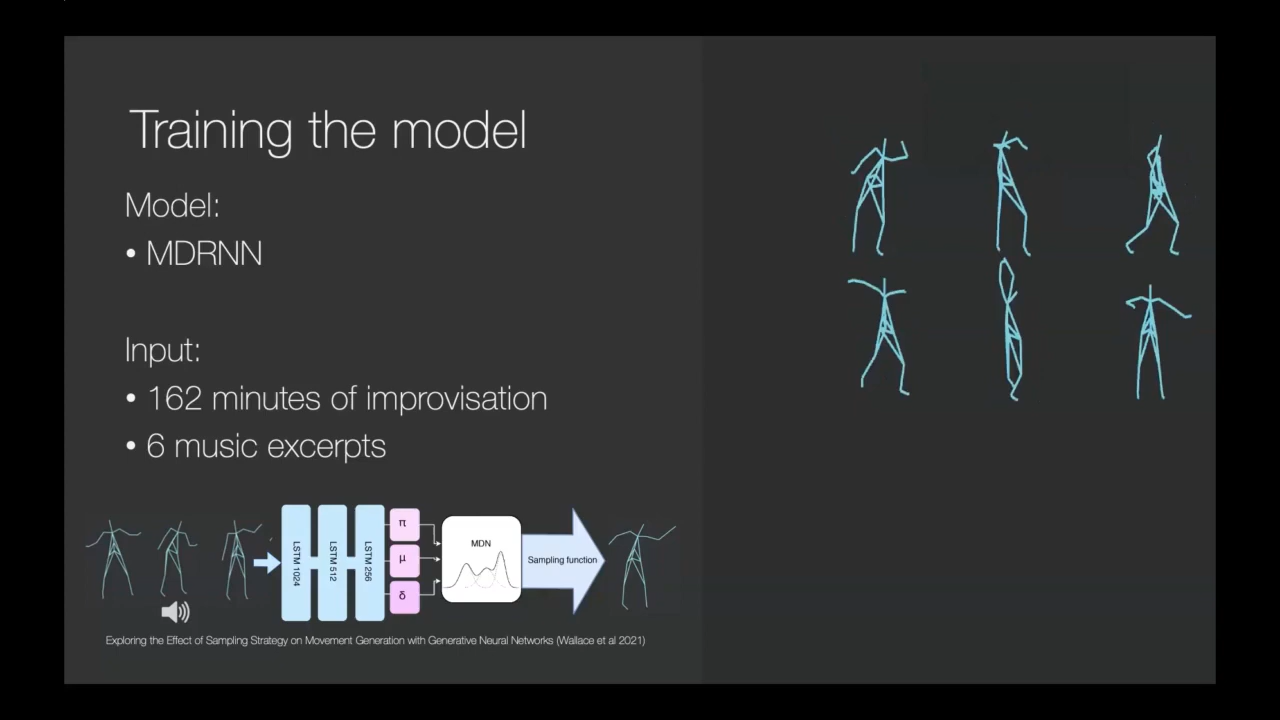 Training the model
Model:
• MDRNN
Input:
• 162 minutes of improvisation
• 6 music excerpts
LSTM 1024
LSTM 512
LSTM 256
π
μ
δ
MDN
Sampling function
Exploring the Effect of Sampling Strategy on Movement Generation with Generative Neural Networks (Wallace et al 2021)